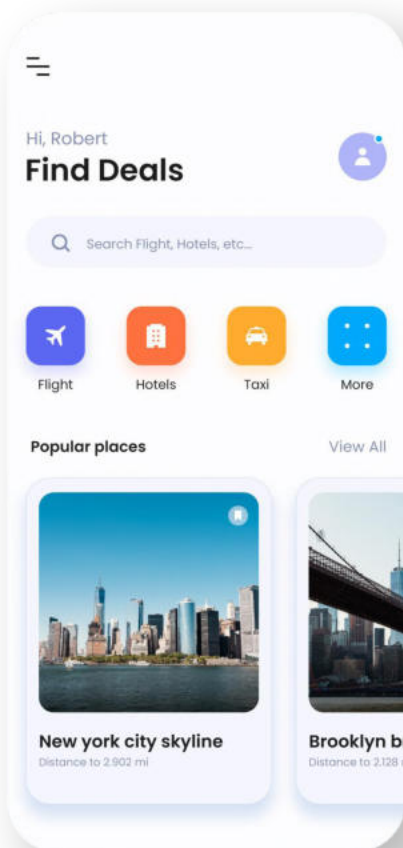 Hi, Robert
Find Deals
Search Flight, Hotels, etc...
Flight
Hotels
Taxi
More
Popular places
View All
New york city skyline
Distance to 2.902 mi
Brooklyn b
Distance to 2.128